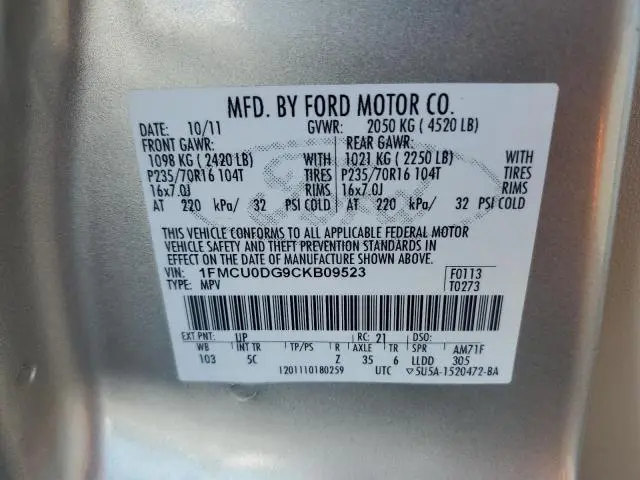 MFD. BY FORD MOTOR CO.
DATE: 10/11 GVWR: 2050 KG ( 4520 LB)
FRONT GAWR: REAR GAWR:
1098 KG ( 2420 LB) WITH 1021 KG ( 2250 LB) WITH
P235/70R16 104T TIRES P235/70R16 104T TIRES
16x7.0J RIMS 16x7.0J RIMS
AT 220 kPa/ 32 PSI COLD AT 220 kPa/ 32 PSI COLD
THIS VEHICLE CONFORMS TO ALL APPLICABLE FEDERAL MOTOR
VEHICLE SAFETY AND THEFT PREVENTION STANDARDS IN
EFFECT ON THE DATE OF MANUFACTURE SHOWN ABOVE.
VIN: 1FMCU0DG9CKB09523 F0113
TYPE: MPV T0273
EXT PNT: UP RC: 21 DSO:
WB INT TR TP/PS R AXLE TR SPR AM71F
103 5C Z 35 6 LLDD 305
1201110180259 UTC ▽5U5A-1520472-BA
Ford